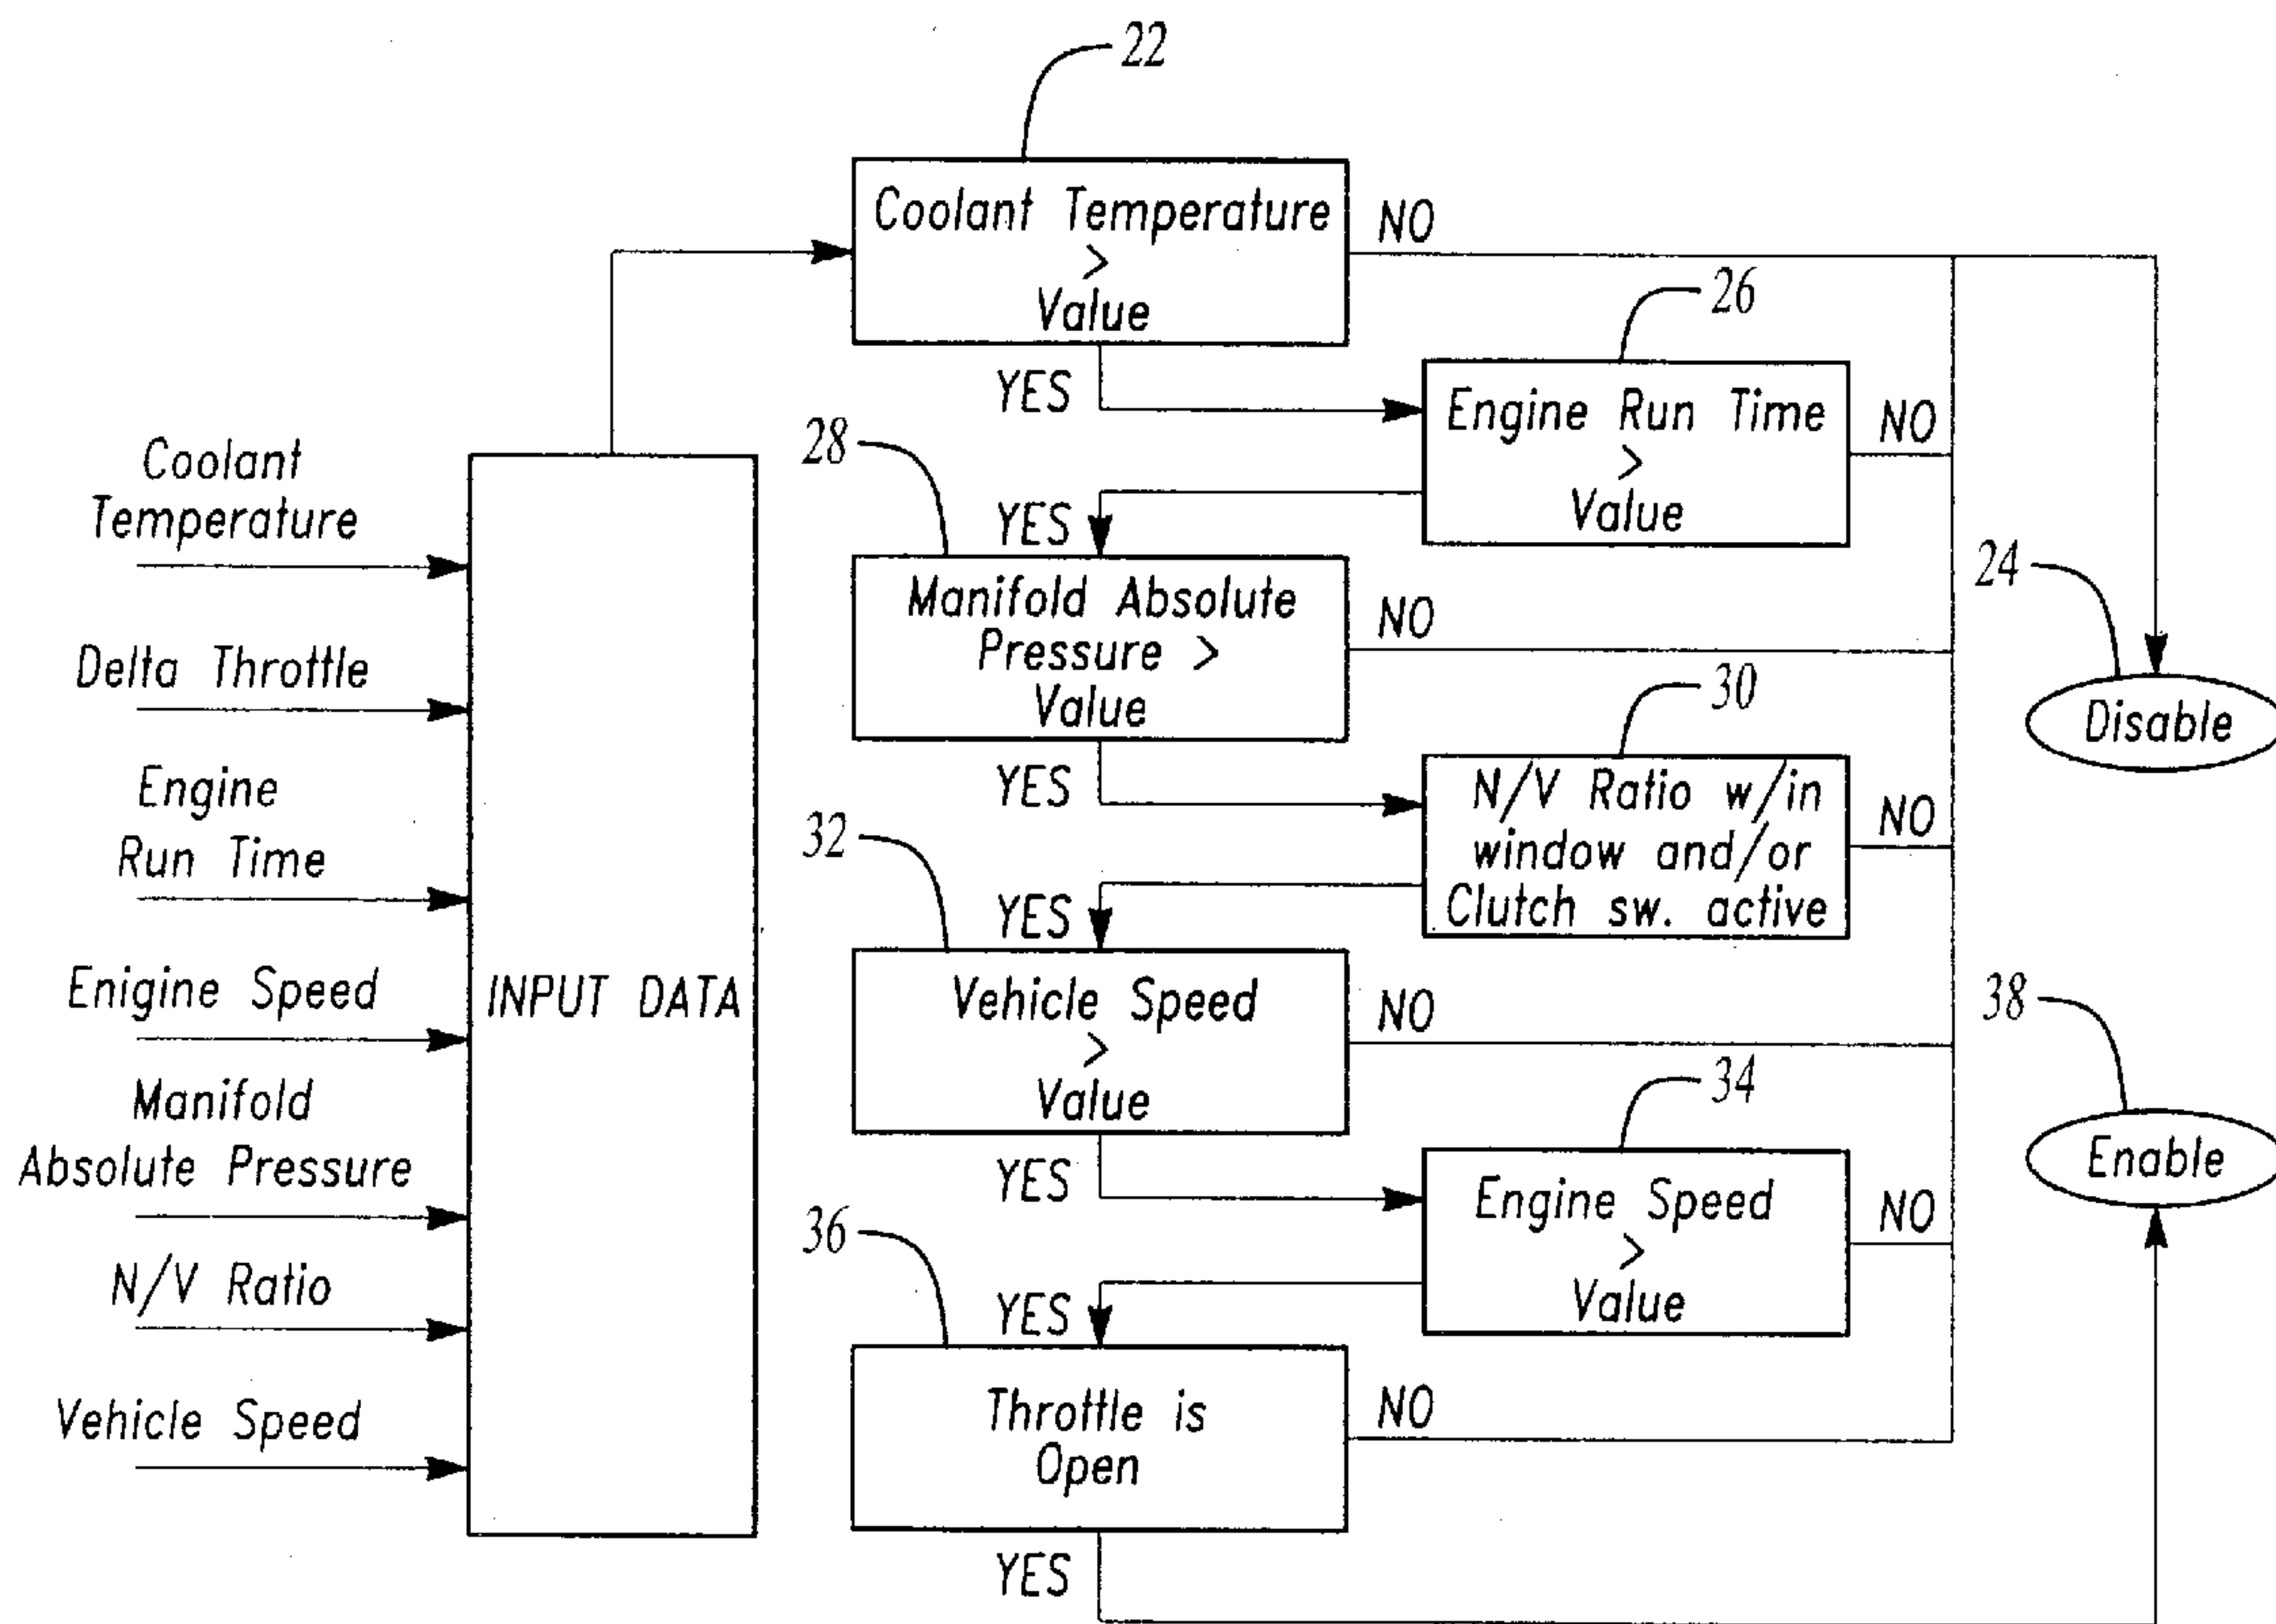 22
Coolant Temperature
>
Value
NO
YES
26
Engine Run Time
>
Value
NO
YES
28
Manifold Absolute
Pressure >
Value
NO
YES
30
N/V Ratio w/in
window and/or
Clutch sw. active
NO
YES
32
Vehicle Speed
>
Value
NO
YES
34
Engine Speed
>
Value
NO
YES
36
Throttle is
Open
NO
YES
24
Disable
38
Enable
Coolant
Temperature
Delta Throttle
Engine
Run Time
Enigine Speed
Manifold
Absolute Pressure
N/V Ratio
Vehicle Speed
INPUT DATA